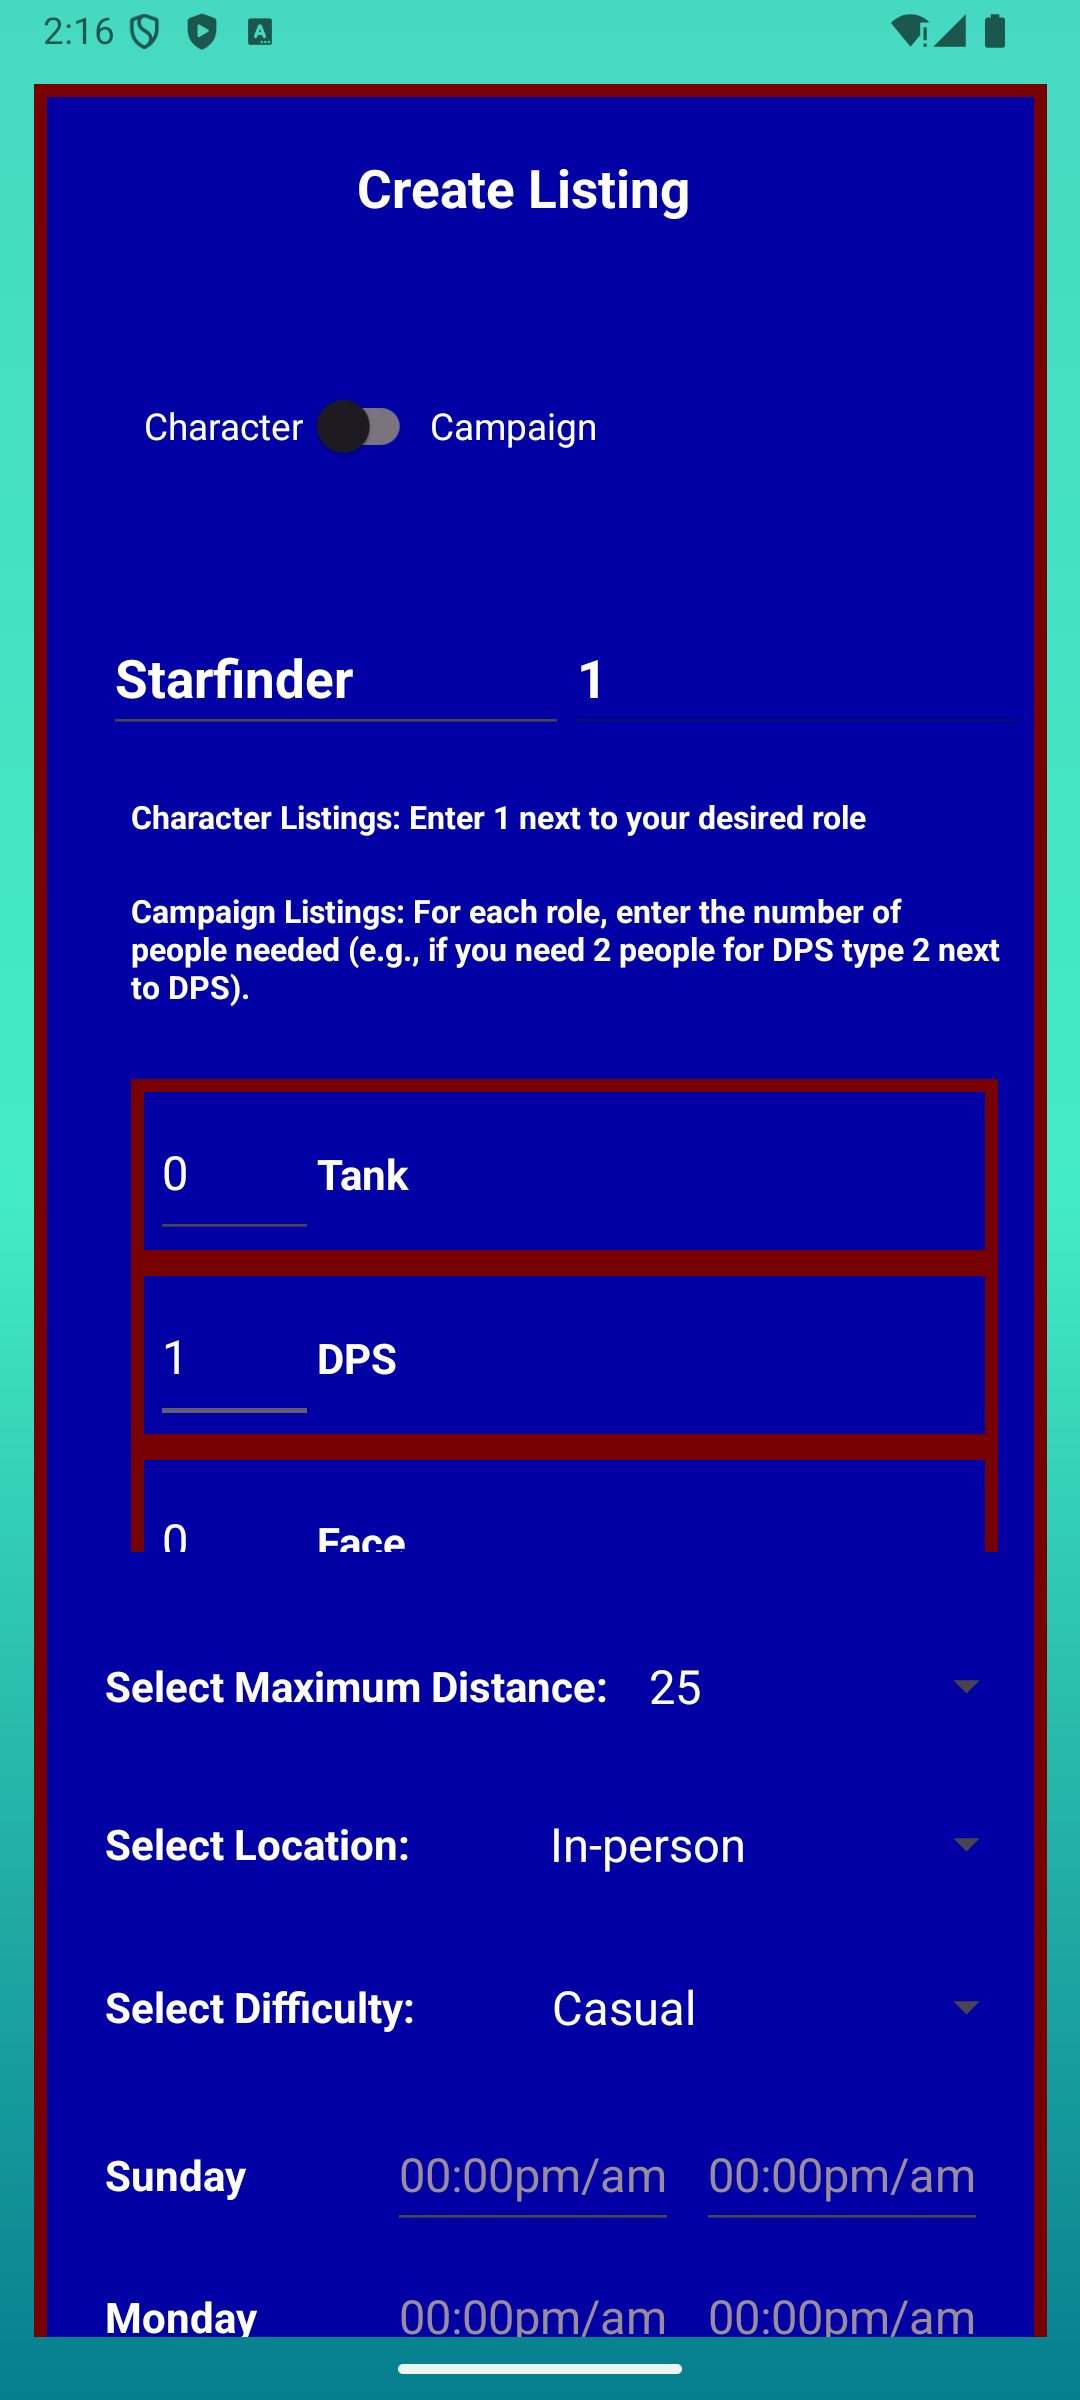 2:16
Create Listing
Character Campaign
Starfinder 1
Character Listings: Enter 1 next to your desired role
Campaign Listings: For each role, enter the number of
people needed (e.g., if you need 2 people for DPS type 2 next
to DPS).
0 Tank
1 DPS
0 Face
Select Maximum Distance: 25
Select Location: In-person
Select Difficulty: Casual
Sunday 00:00pm/am 00:00pm/am
Monday 00:00pm/am 00:00pm/am